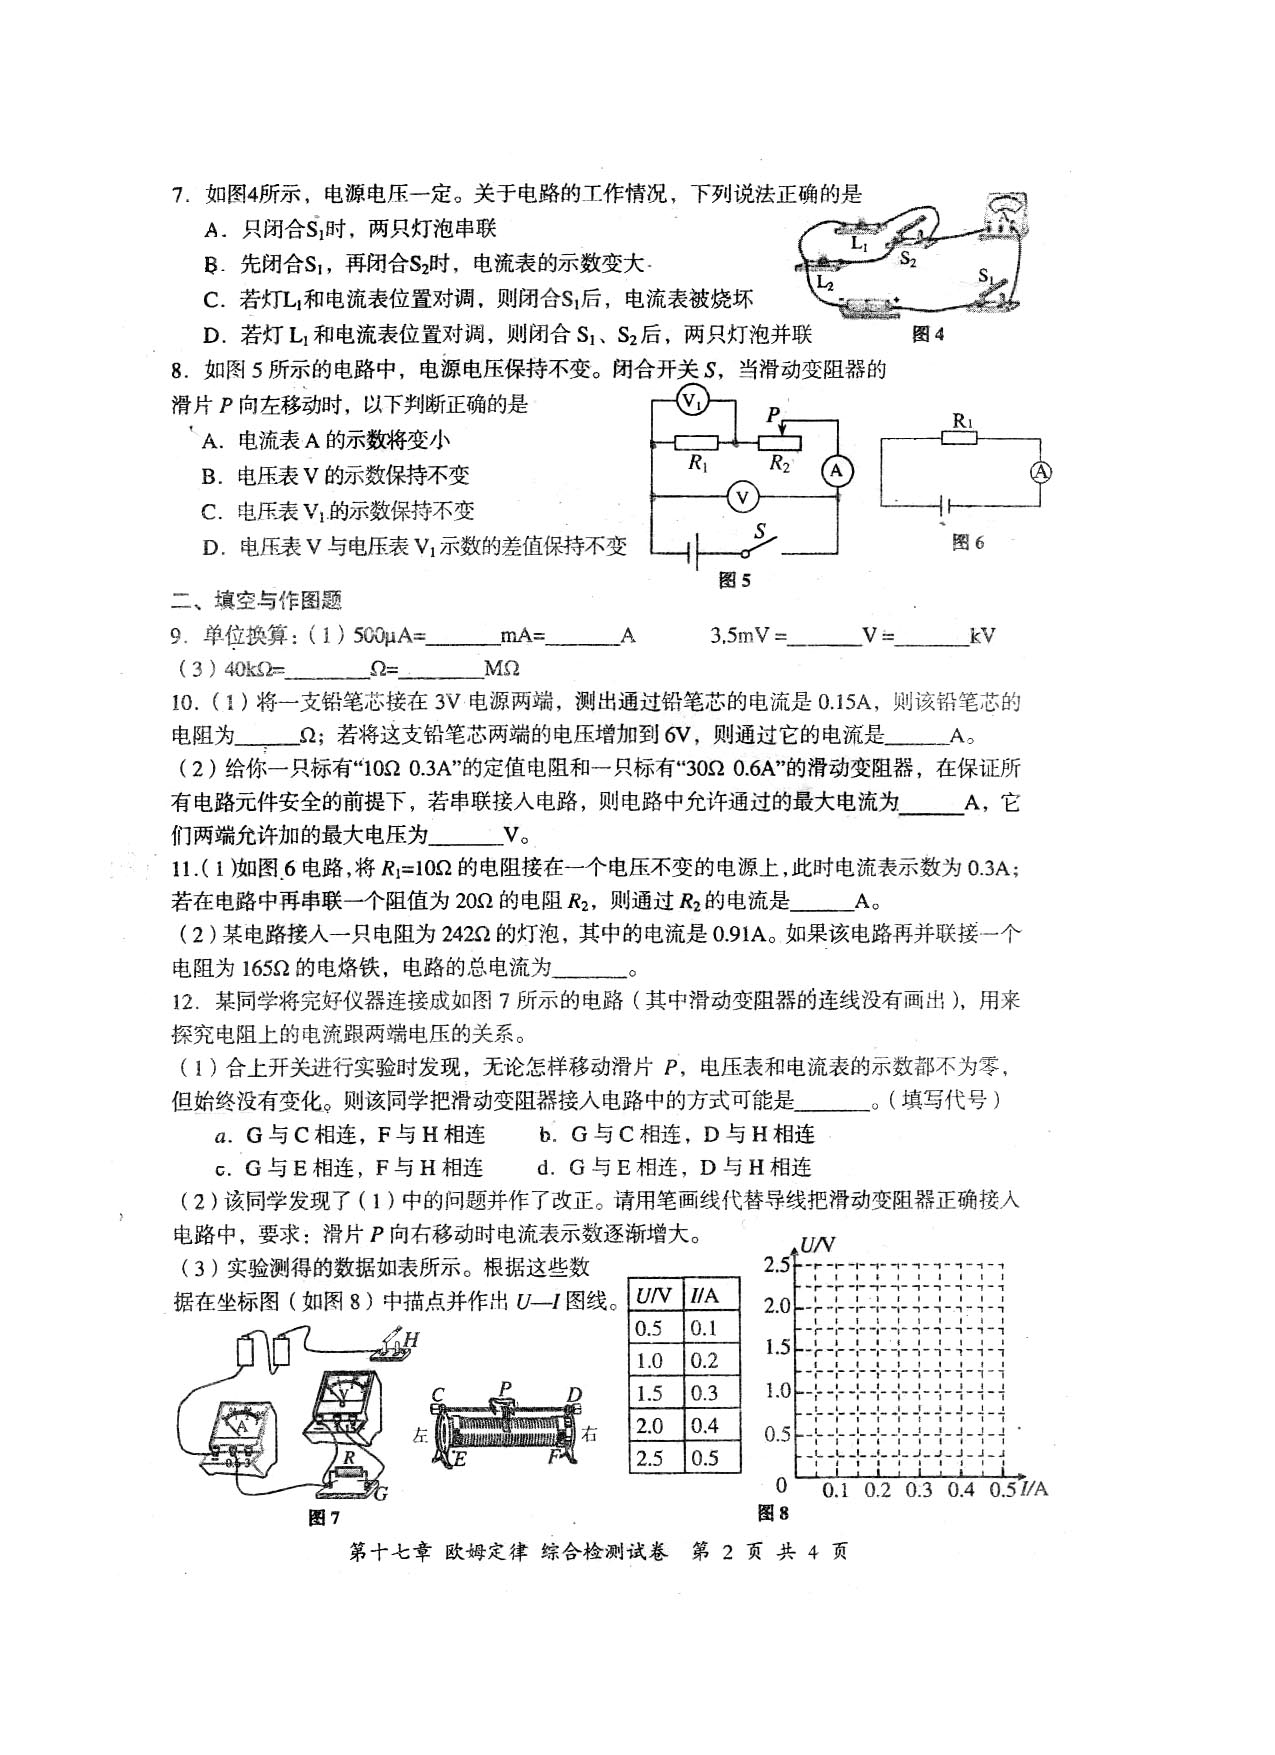 7．如图4所示，电源电压一定。关于电路的工作情况，下列说法正确的是
A．只闭合S₁时，两只灯泡串联
B．先闭合S₁，再闭合S₂时，电流表的示数变大
C．若灯L₁和电流表位置对调，则闭合S₁后，电流表被烧坏
D．若灯 L₁ 和电流表位置对调，则闭合 S₁、S₂ 后，两只灯泡并联
L₁
S₂
A
L₂
S₁
图 4
8．如图 5 所示的电路中，电源电压保持不变。闭合开关 S，当滑动变阻器的
滑片 P 向左移动时，以下判断正确的是
A．电流表 A 的示数将变小
B．电压表 V 的示数保持不变
C．电压表 V₁ 的示数保持不变
D．电压表 V 与电压表 V₁ 示数的差值保持不变
V₁
P
R₁
R₂
A
V
S
图 5
R₁
A
图 6
二、填空与作图题
9．单位换算：（1）500μA=______mA=______A 3.5mV =______V =______kV
（3）40kΩ=_______Ω=_______MΩ
10．（1）将一支铅笔芯接在 3V 电源两端，测出通过铅笔芯的电流是 0.15A，则该铅笔芯的
电阻为_____Ω；若将这支铅笔芯两端的电压增加到 6V，则通过它的电流是_____A。
（2）给你一只标有“10Ω 0.3A”的定值电阻和一只标有“30Ω 0.6A”的滑动变阻器，在保证所
有电路元件安全的前提下，若串联接入电路，则电路中允许通过的最大电流为_____A，它
们两端允许加的最大电压为______V。
11.（1）如图 6 电路，将 R₁=10Ω 的电阻接在一个电压不变的电源上，此时电流表示数为 0.3A；
若在电路中再串联一个阻值为 20Ω 的电阻 R₂，则通过 R₂ 的电流是_____A。
（2）某电路接入一只电阻为 242Ω 的灯泡，其中的电流是 0.91A。如果该电路再并联接一个
电阻为 165Ω 的电烙铁，电路的总电流为______。
12．某同学将完好仪器连接成如图 7 所示的电路（其中滑动变阻器的连线没有画出），用来
探究电阻上的电流跟两端电压的关系。
（1）合上开关进行实验时发现，无论怎样移动滑片 P，电压表和电流表的示数都不为零，
但始终没有变化。则该同学把滑动变阻器接入电路中的方式可能是______。（填写代号）
a．G 与 C 相连，F 与 H 相连 b．G 与 C 相连，D 与 H 相连
c．G 与 E 相连，F 与 H 相连 d．G 与 E 相连，D 与 H 相连
（2）该同学发现了（1）中的问题并作了改正。请用笔画线代替导线把滑动变阻器正确接入
电路中，要求：滑片 P 向右移动时电流表示数逐渐增大。
（3）实验测得的数据如表所示。根据这些数
据在坐标图（如图 8）中描点并作出 U—I 图线。
H
V
A
0.6 3
R
G
图 7
C P D
左 右
E F
U/V I/A
0.5 0.1
1.0 0.2
1.5 0.3
2.0 0.4
2.5 0.5
U/V
2.5
2.0
1.5
1.0
0.5
0 0.1 0.2 0.3 0.4 0.5 I/A
图 8
第十七章 欧姆定律 综合检测试卷 第 2 页 共 4 页